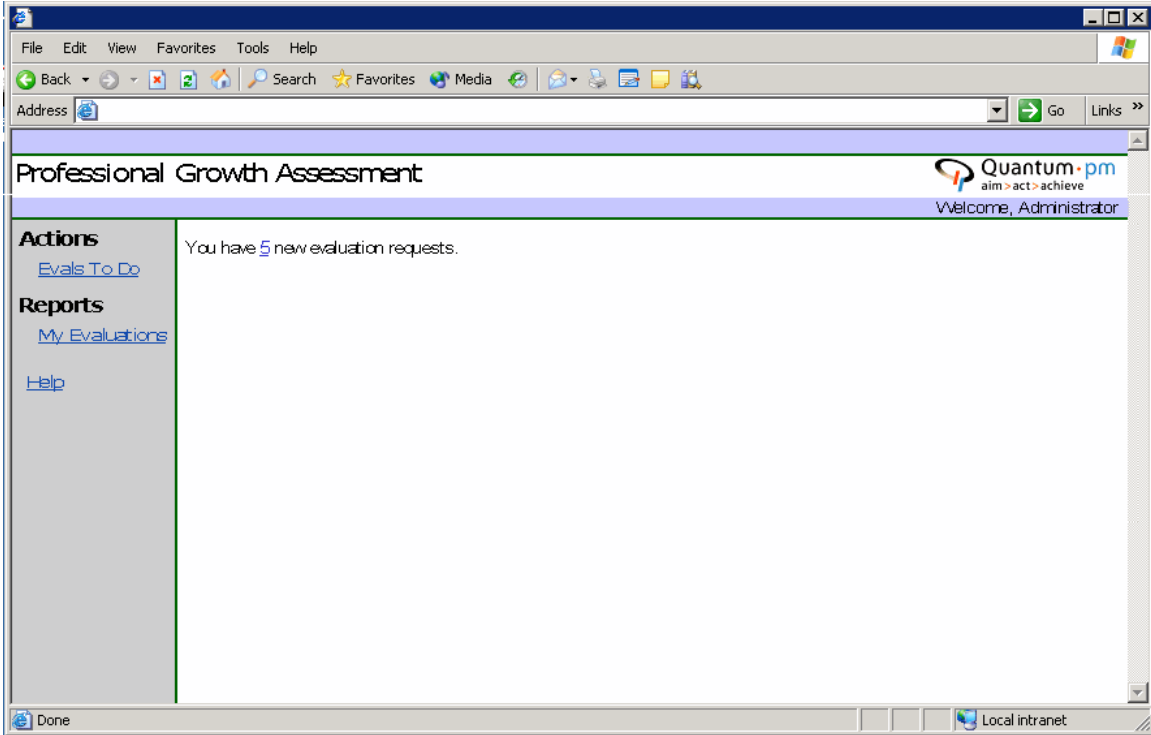 File Edit View Favorites Tools Help
Back Search Favorites Media
Address Go Links »
Professional Growth Assessment
Quantum·pm
aim>act>achieve
Welcome, Administrator
Actions
Evals To Do
Reports
My Evaluations
Help
You have 5 new evaluation requests.
Done Local intranet